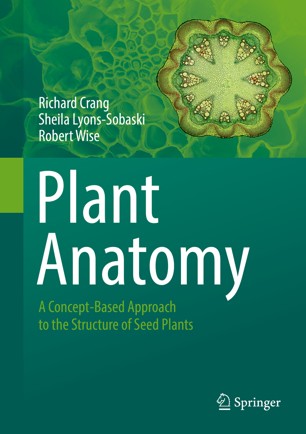 Richard Crang
Sheila Lyons-Sobaski
Robert Wise
Plant
Anatomy
A Concept-Based Approach
to the Structure of Seed Plants
Springer